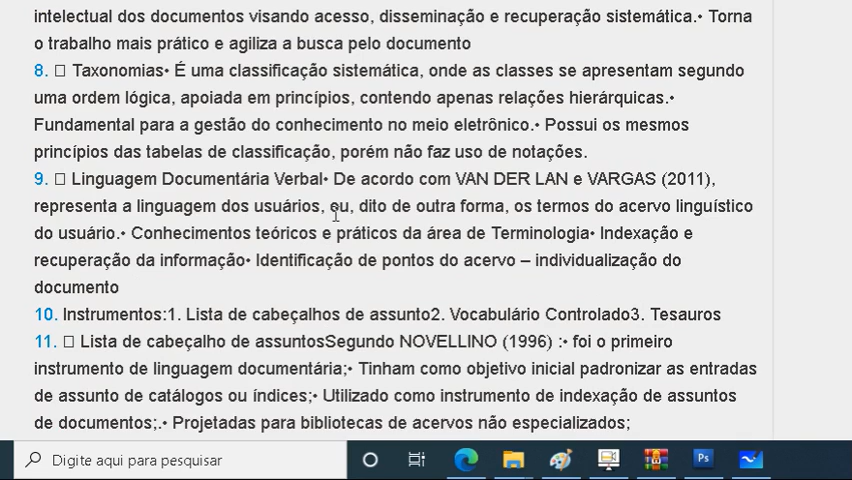 intelectual dos documentos visando acesso, disseminação e recuperação sistemática.• Torna
o trabalho mais prático e agiliza a busca pelo documento
8. □ Taxonomias• É uma classificação sistemática, onde as classes se apresentam segundo
uma ordem lógica, apoiada em princípios, contendo apenas relações hierárquicas.•
Fundamental para a gestão do conhecimento no meio eletrônico.• Possui os mesmos
princípios das tabelas de classificação, porém não faz uso de notações.
9. □ Linguagem Documentária Verbal• De acordo com VAN DER LAN e VARGAS (2011),
representa a linguagem dos usuários, ou, dito de outra forma, os termos do acervo linguístico
do usuário.• Conhecimentos teóricos e práticos da área de Terminologia• Indexação e
recuperação da informação• Identificação de pontos do acervo – individualização do
documento
10. Instrumentos:1. Lista de cabeçalhos de assunto2. Vocabulário Controlado3. Tesauros
11. □ Lista de cabeçalho de assuntosSegundo NOVELLINO (1996) :• foi o primeiro
instrumento de linguagem documentária;• Tinham como objetivo inicial padronizar as entradas
de assunto de catálogos ou índices;• Utilizado como instrumento de indexação de assuntos
de documentos;.• Projetadas para bibliotecas de acervos não especializados;
Digite aqui para pesquisar
Ps